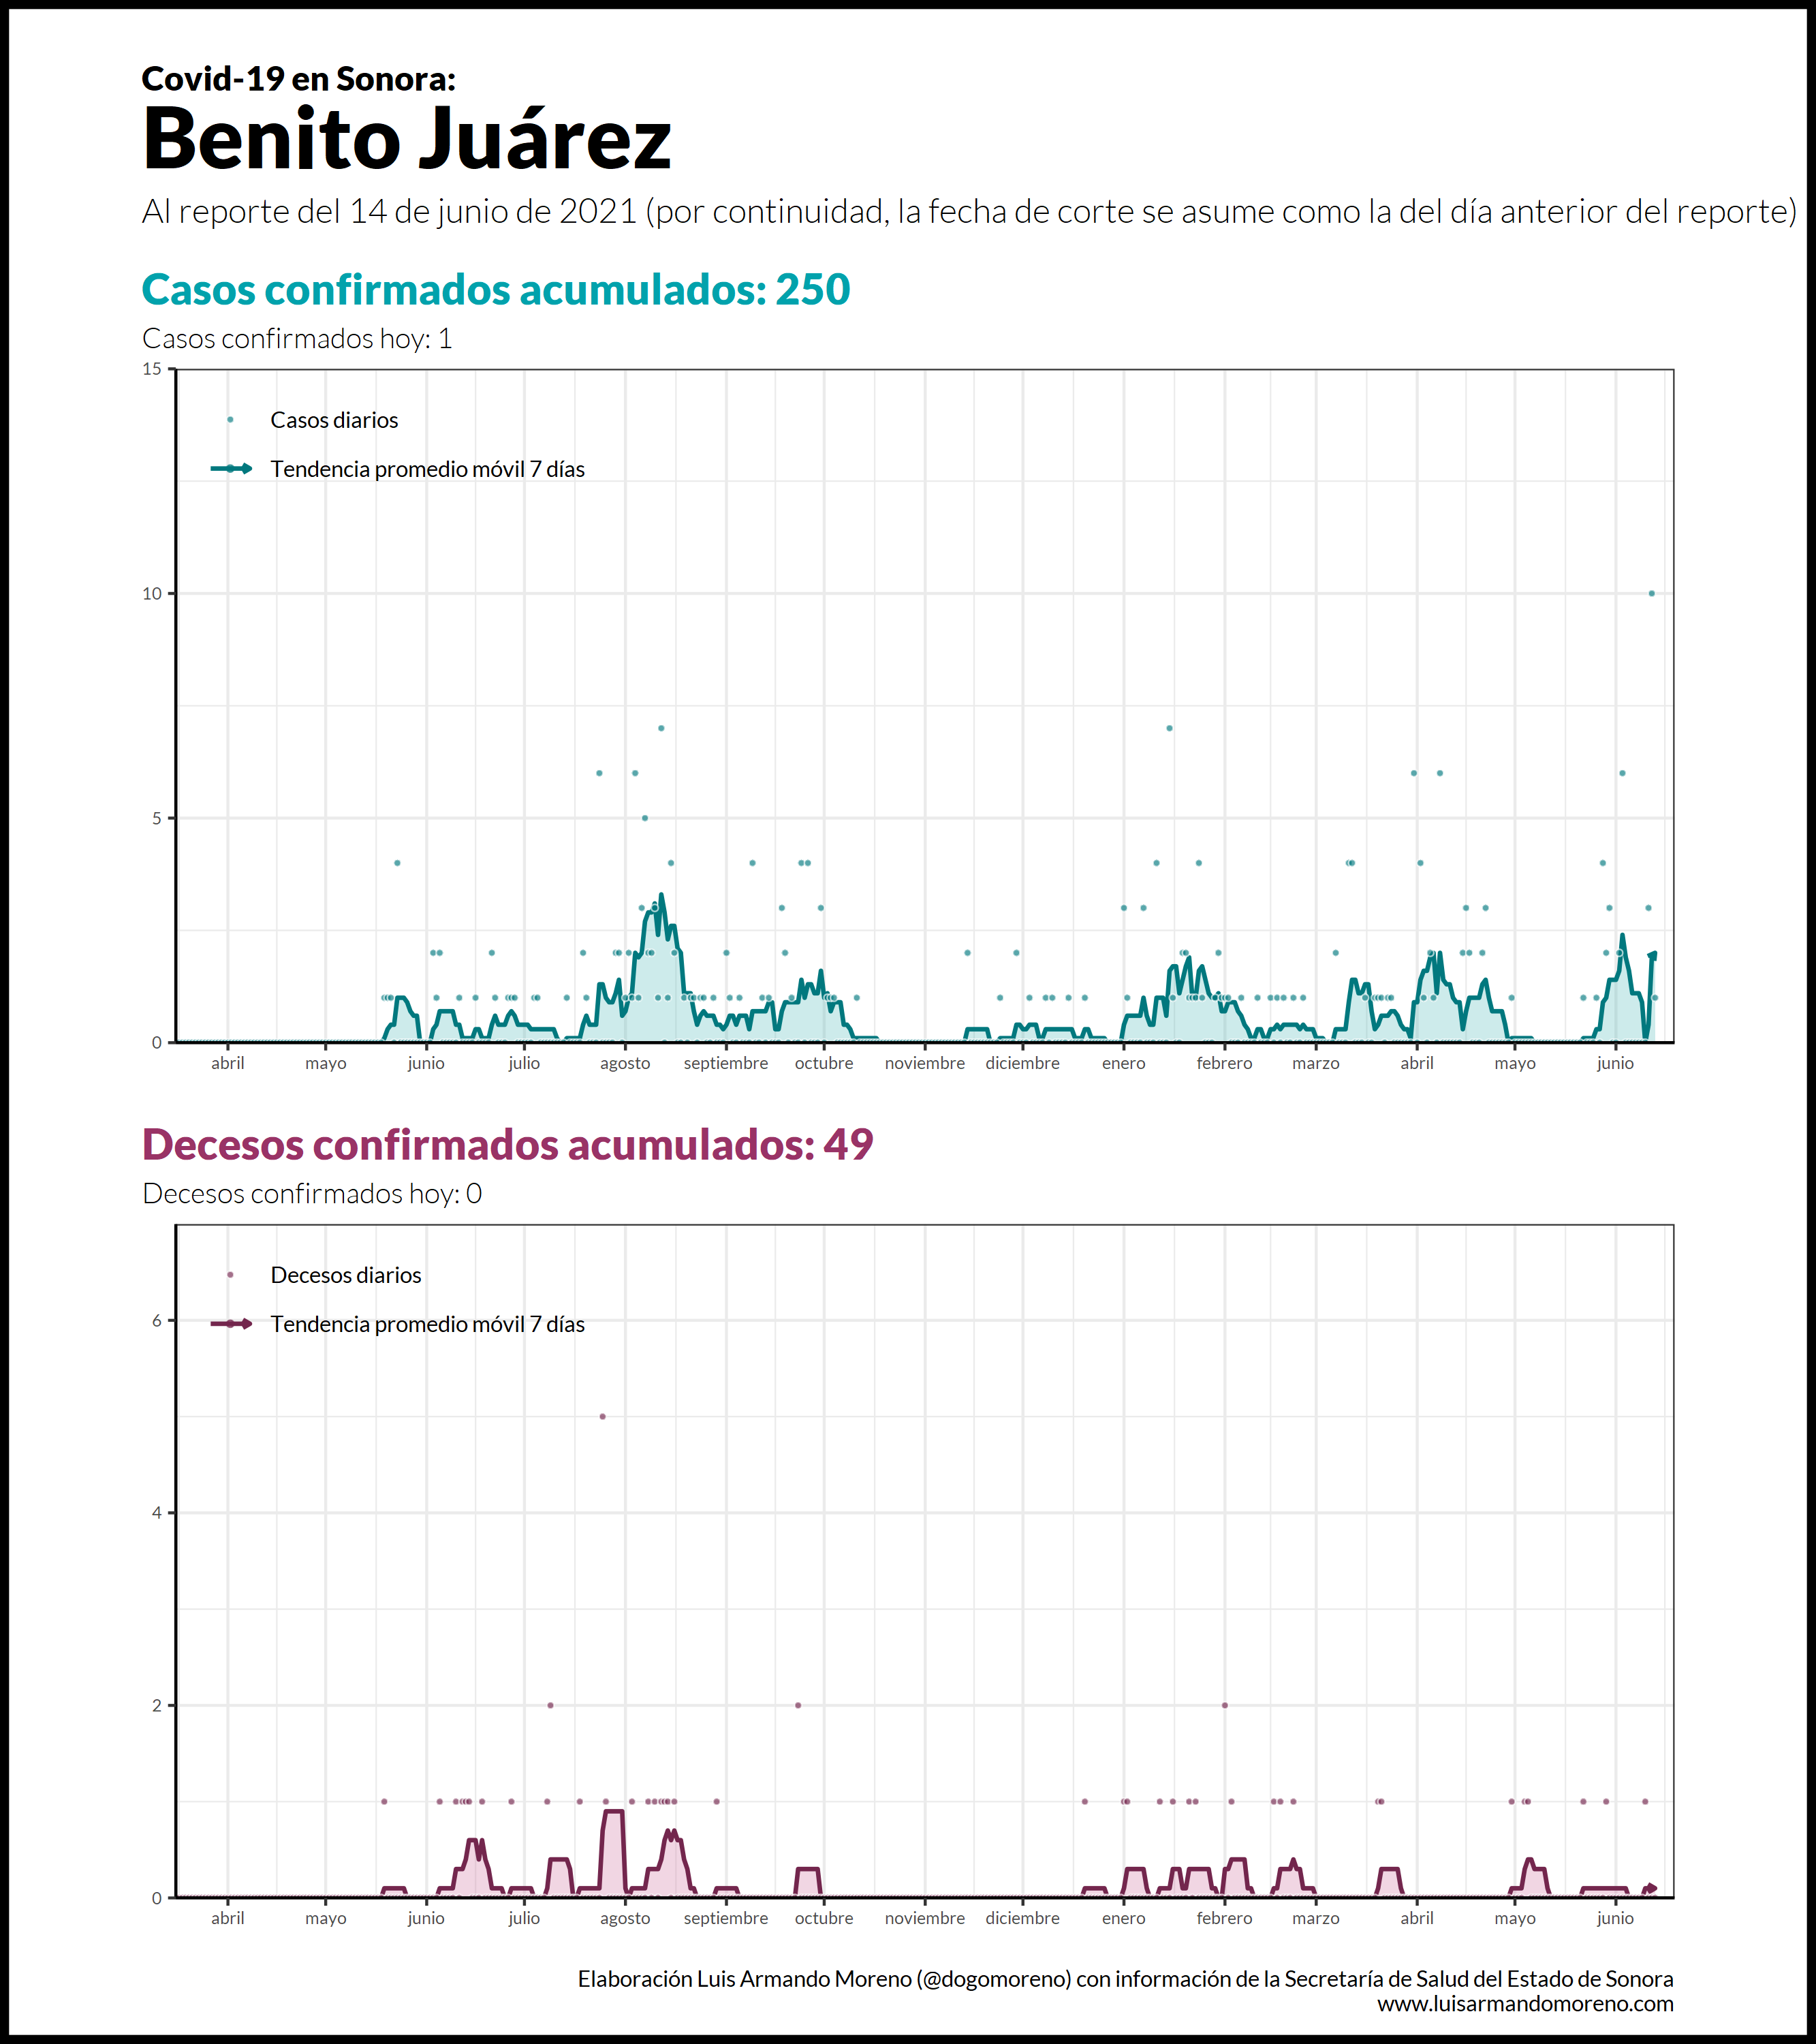 Covid-19 en Sonora:
Benito Juárez
Al reporte del 14 de junio de 2021 (por continuidad, la fecha de corte se asume como la del día anterior del reporte)
Casos confirmados acumulados: 250
Casos confirmados hoy: 1
15
Casos diarios
Tendencia promedio móvil 7 días
10
5
0
abril mayo junio julio agosto septiembre octubre noviembre diciembre enero febrero marzo abril mayo junio
Decesos confirmados acumulados: 49
Decesos confirmados hoy: 0
Decesos diarios
6
Tendencia promedio móvil 7 días
4
2
0
abril mayo junio julio agosto septiembre octubre noviembre diciembre enero febrero marzo abril mayo junio
Elaboración Luis Armando Moreno (@dogomoreno) con información de la Secretaría de Salud del Estado de Sonora
www.luisarmandomoreno.com